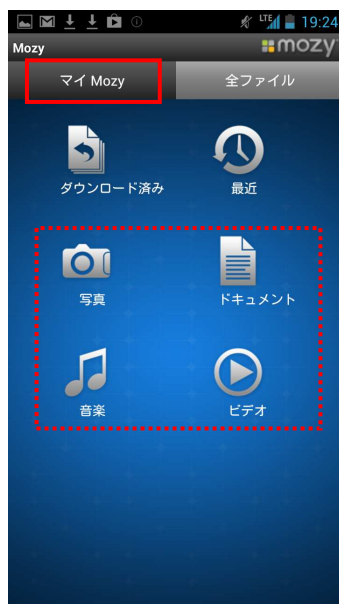 LTE 19:24
Mozy
mozy
マイ Mozy
全ファイル
ダウンロード済み
最近
写真
ドキュメント
音楽
ビデオ